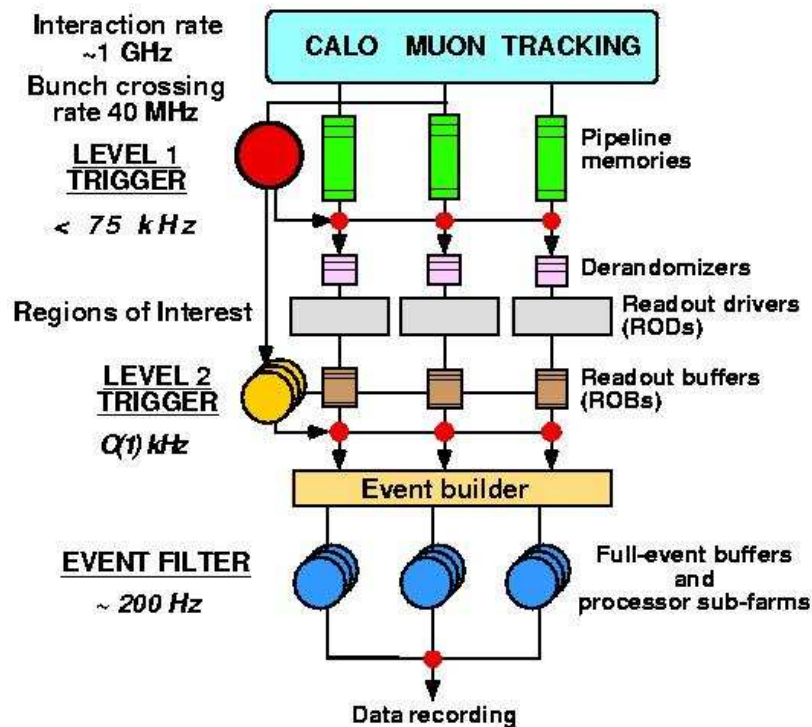 Interaction rate
~1 GHz
CALO MUON TRACKING
Bunch crossing
rate 40 MHz
LEVEL 1
TRIGGER
< 75 kHz
Pipeline
memories
Derandomizers
Regions of Interest
Readout drivers
(RODs)
LEVEL 2
TRIGGER
O(1) kHz
Readout buffers
(ROBs)
Event builder
EVENT FILTER
~ 200 Hz
Full-event buffers
and
processor sub-farms
Data recording